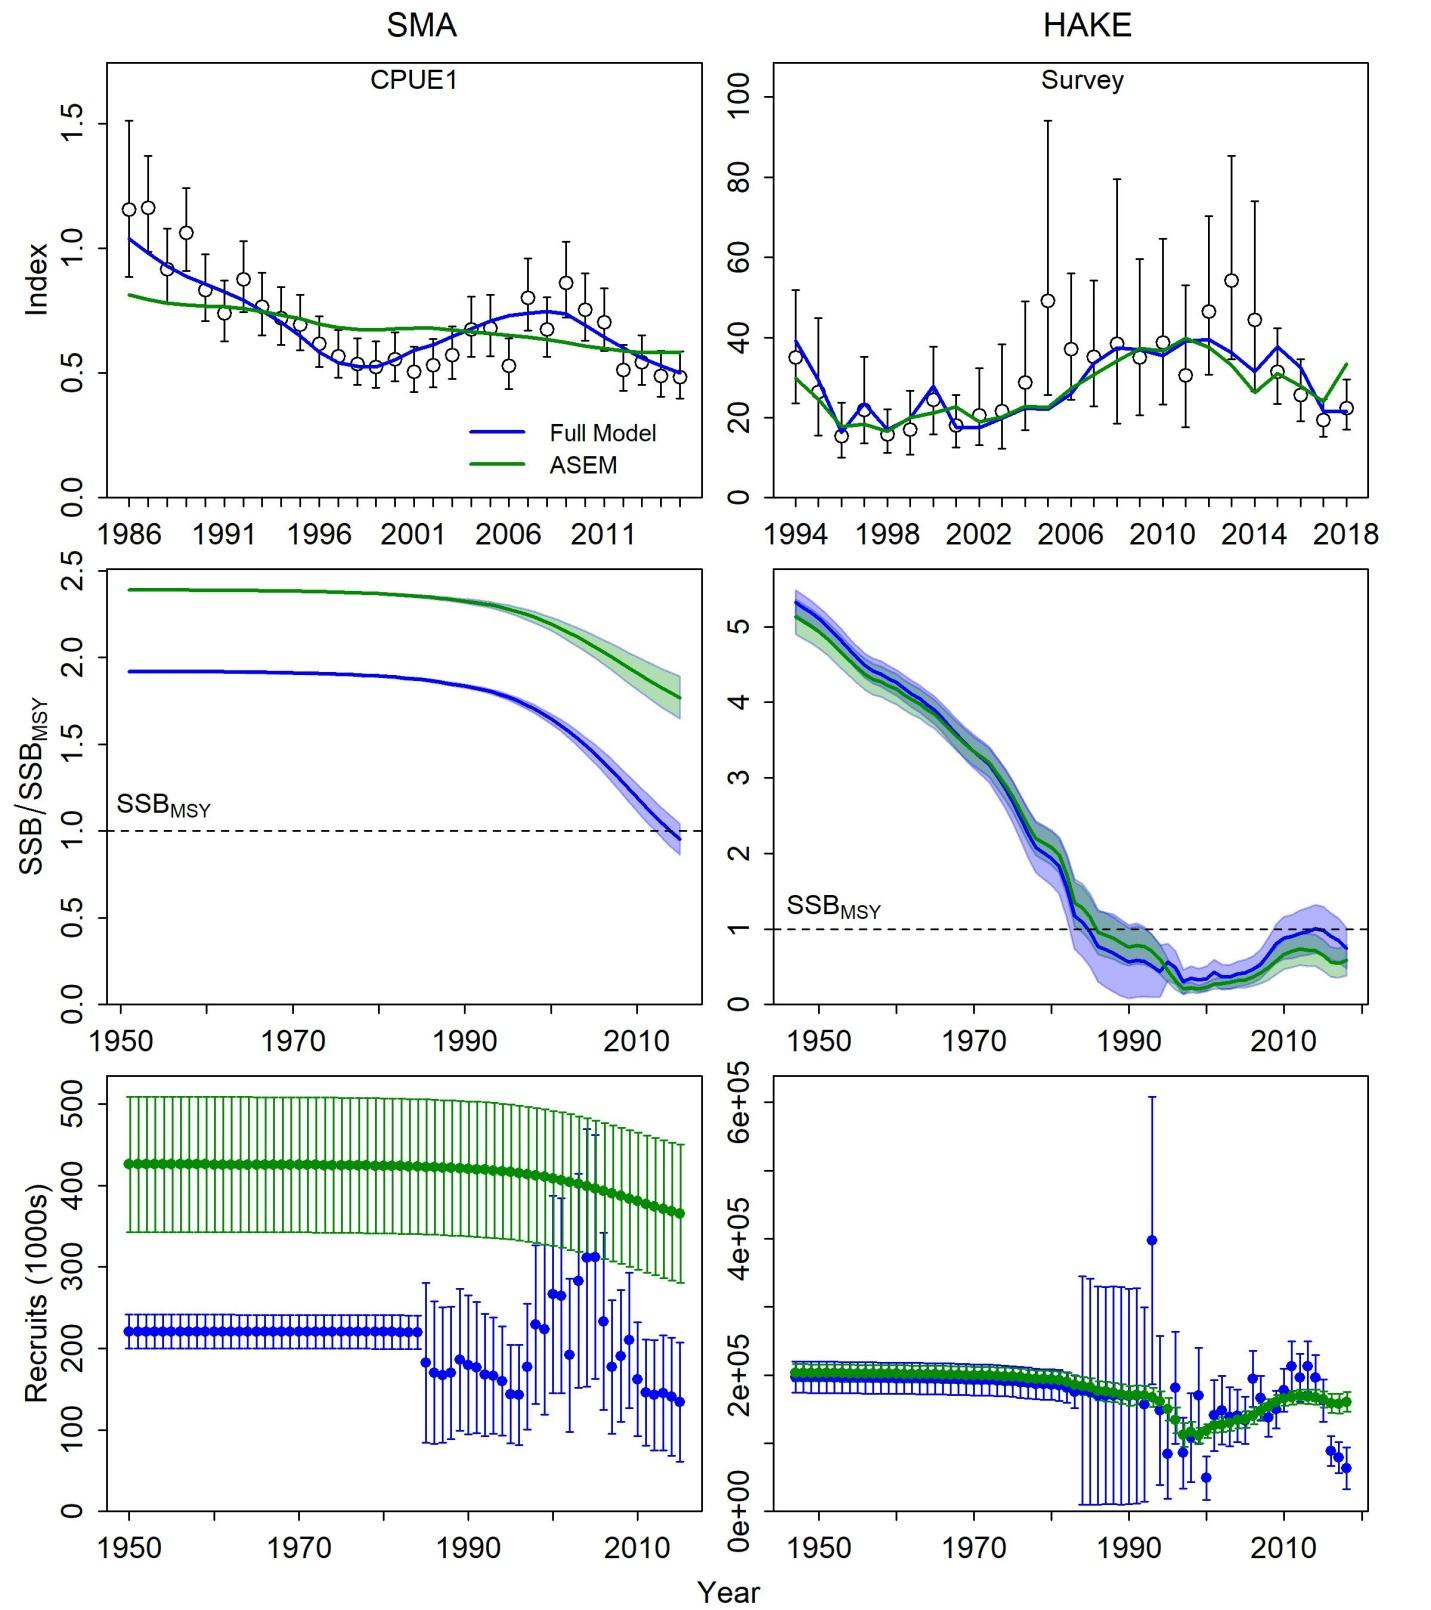 SMA
HAKE
CPUE1
Survey
Index
0.0 0.5 1.0 1.5
0 20 40 60 80 100
Full Model
ASEM
1986 1991 1996 2001 2006 2011
1994 1998 2002 2006 2010 2014 2018
SSB/SSBMSY
0.0 0.5 1.0 1.5 2.0 2.5
0 1 2 3 4 5
SSBMSY
SSBMSY
1950 1970 1990 2010
1950 1970 1990 2010
Recruits (1000s)
0 100 200 300 400 500
0e+00 2e+05 4e+05 6e+05
1950 1970 1990 2010
1950 1970 1990 2010
Year